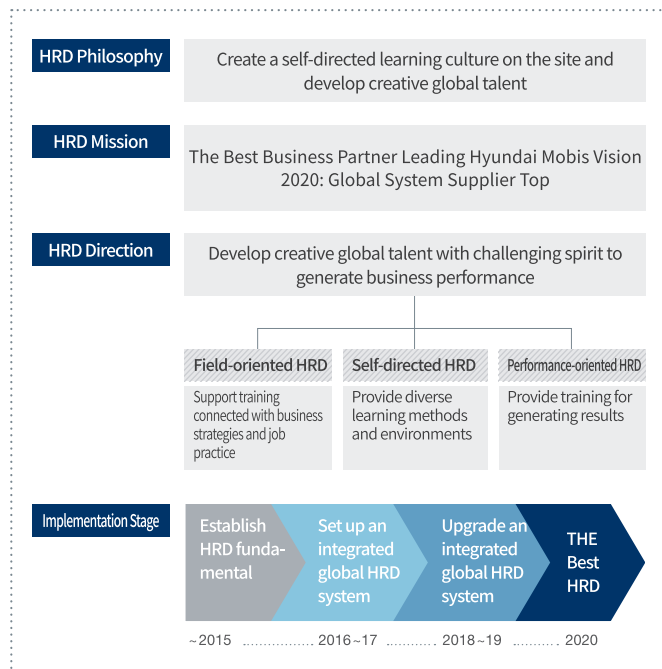 HRD Philosophy
Create a self-directed learning culture on the site and
develop creative global talent
HRD Mission
The Best Business Partner Leading Hyundai Mobis Vision
2020: Global System Supplier Top
HRD Direction
Develop creative global talent with challenging spirit to
generate business performance
Field-oriented HRD
Support training
connected with business
strategies and job
practice
Self-directed HRD
Provide diverse
learning methods
and environments
Performance-oriented HRD
Provide training for
generating results
Implementation Stage
Establish
HRD funda-
mental
Set up an
integrated
global HRD
system
Upgrade an
integrated
global HRD
system
THE
Best
HRD
~2015
2016~17
2018~19
2020